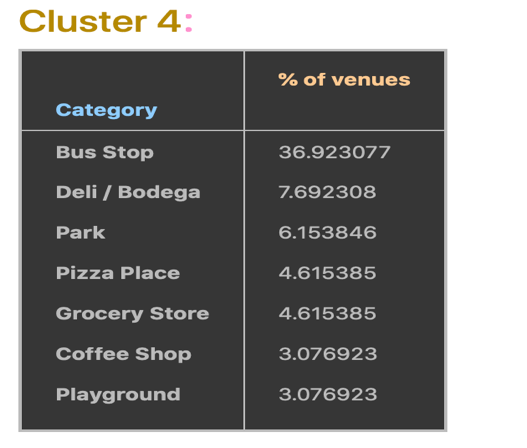 Cluster 4:
% of venues
Category
Bus Stop 36.923077
Deli / Bodega 7.692308
Park 6.153846
Pizza Place 4.615385
Grocery Store 4.615385
Coffee Shop 3.076923
Playground 3.076923